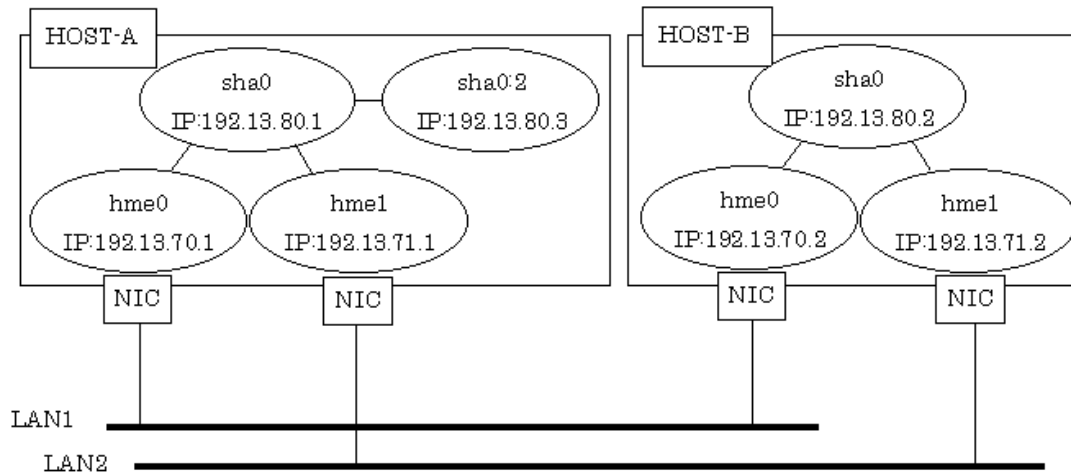 HOST-A
sha0
IP:192.13.80.1
sha0:2
IP:192.13.80.3
hme0
IP:192.13.70.1
hme1
IP:192.13.71.1
NIC
NIC
HOST-B
sha0
IP:192.13.80.2
hme0
IP:192.13.70.2
hme1
IP:192.13.71.2
NIC
NIC
LAN1
LAN2